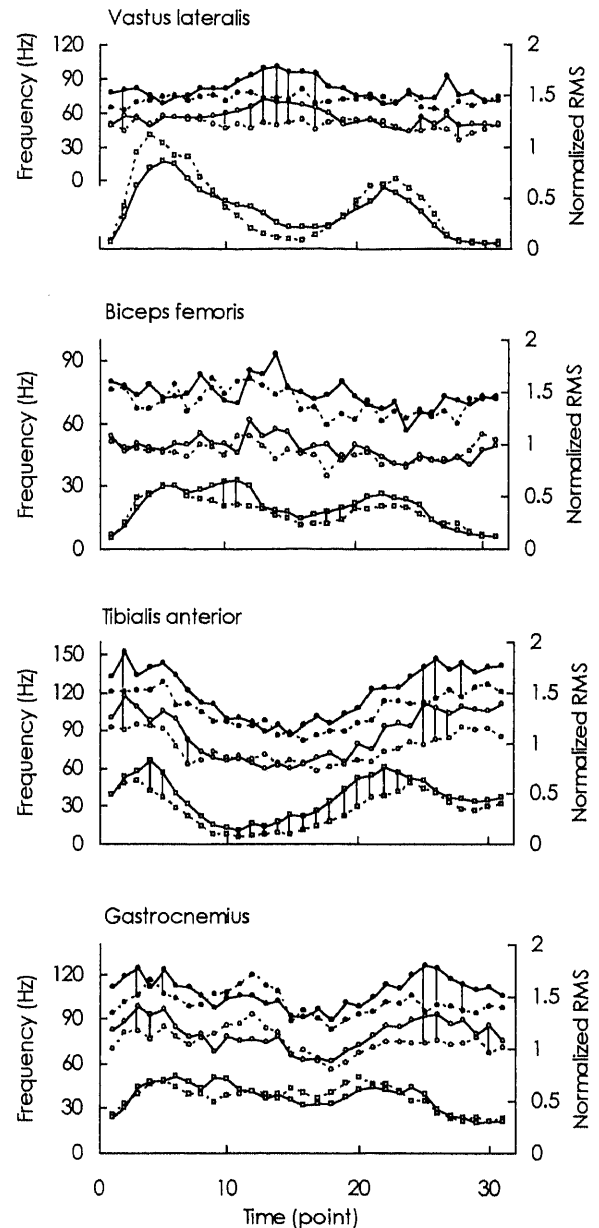 Vastus lateralis
Frequency (Hz)
120
90
60
30
0
2
1.5
1
0.5
0
Normalized RMS
Biceps femoris
Frequency (Hz)
90
60
30
0
2
1.5
1
0.5
0
Normalized RMS
Tibialis anterior
Frequency (Hz)
150
120
90
60
30
0
2
1.5
1
0.5
0
Normalized RMS
Gastrocnemius
Frequency (Hz)
120
90
60
30
0
2
1.5
1
0.5
0
Normalized RMS
0 10 20 30
Time (point)